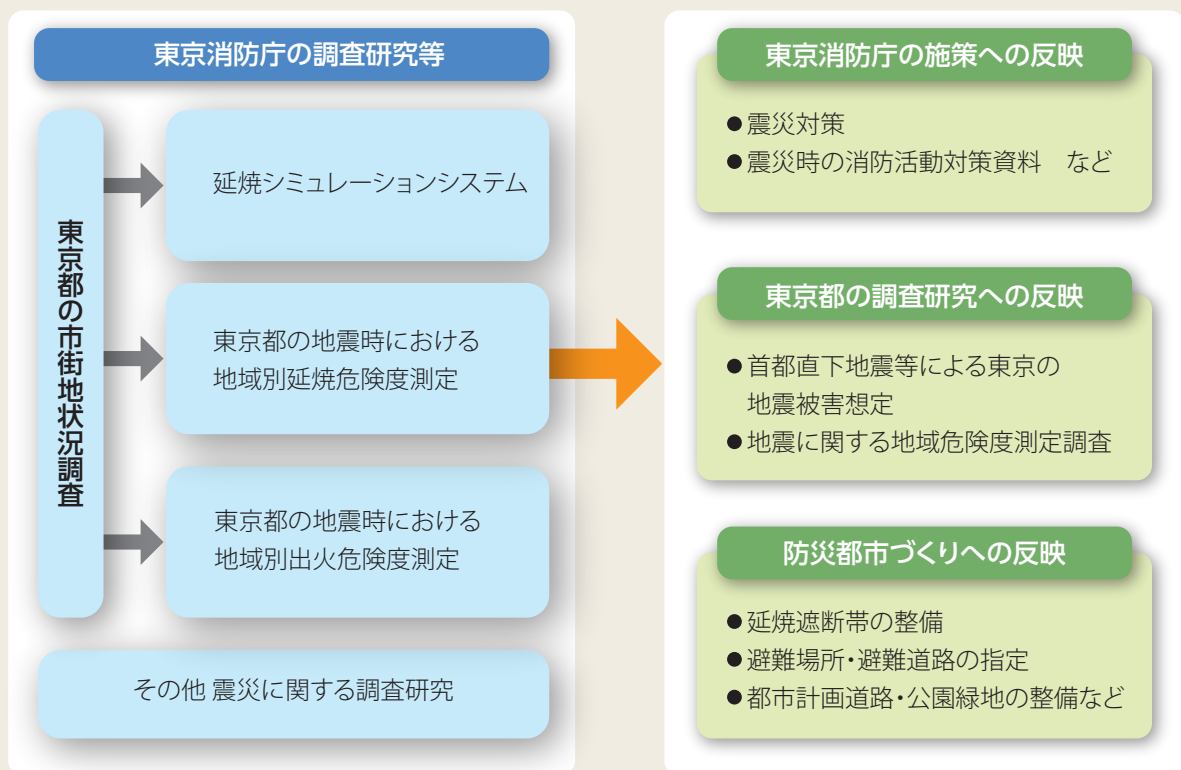 東京消防庁の調査研究等
東京都の市街地状況調査
延焼シミュレーションシステム
東京都の地震時における
地域別延焼危険度測定
東京都の地震時における
地域別出火危険度測定
その他 震災に関する調査研究
東京消防庁の施策への反映
●震災対策
●震災時の消防活動対策資料　など
東京都の調査研究への反映
●首都直下地震等による東京の
地震被害想定
●地震に関する地域危険度測定調査
防災都市づくりへの反映
●延焼遮断帯の整備
●避難場所・避難道路の指定
●都市計画道路・公園緑地の整備など